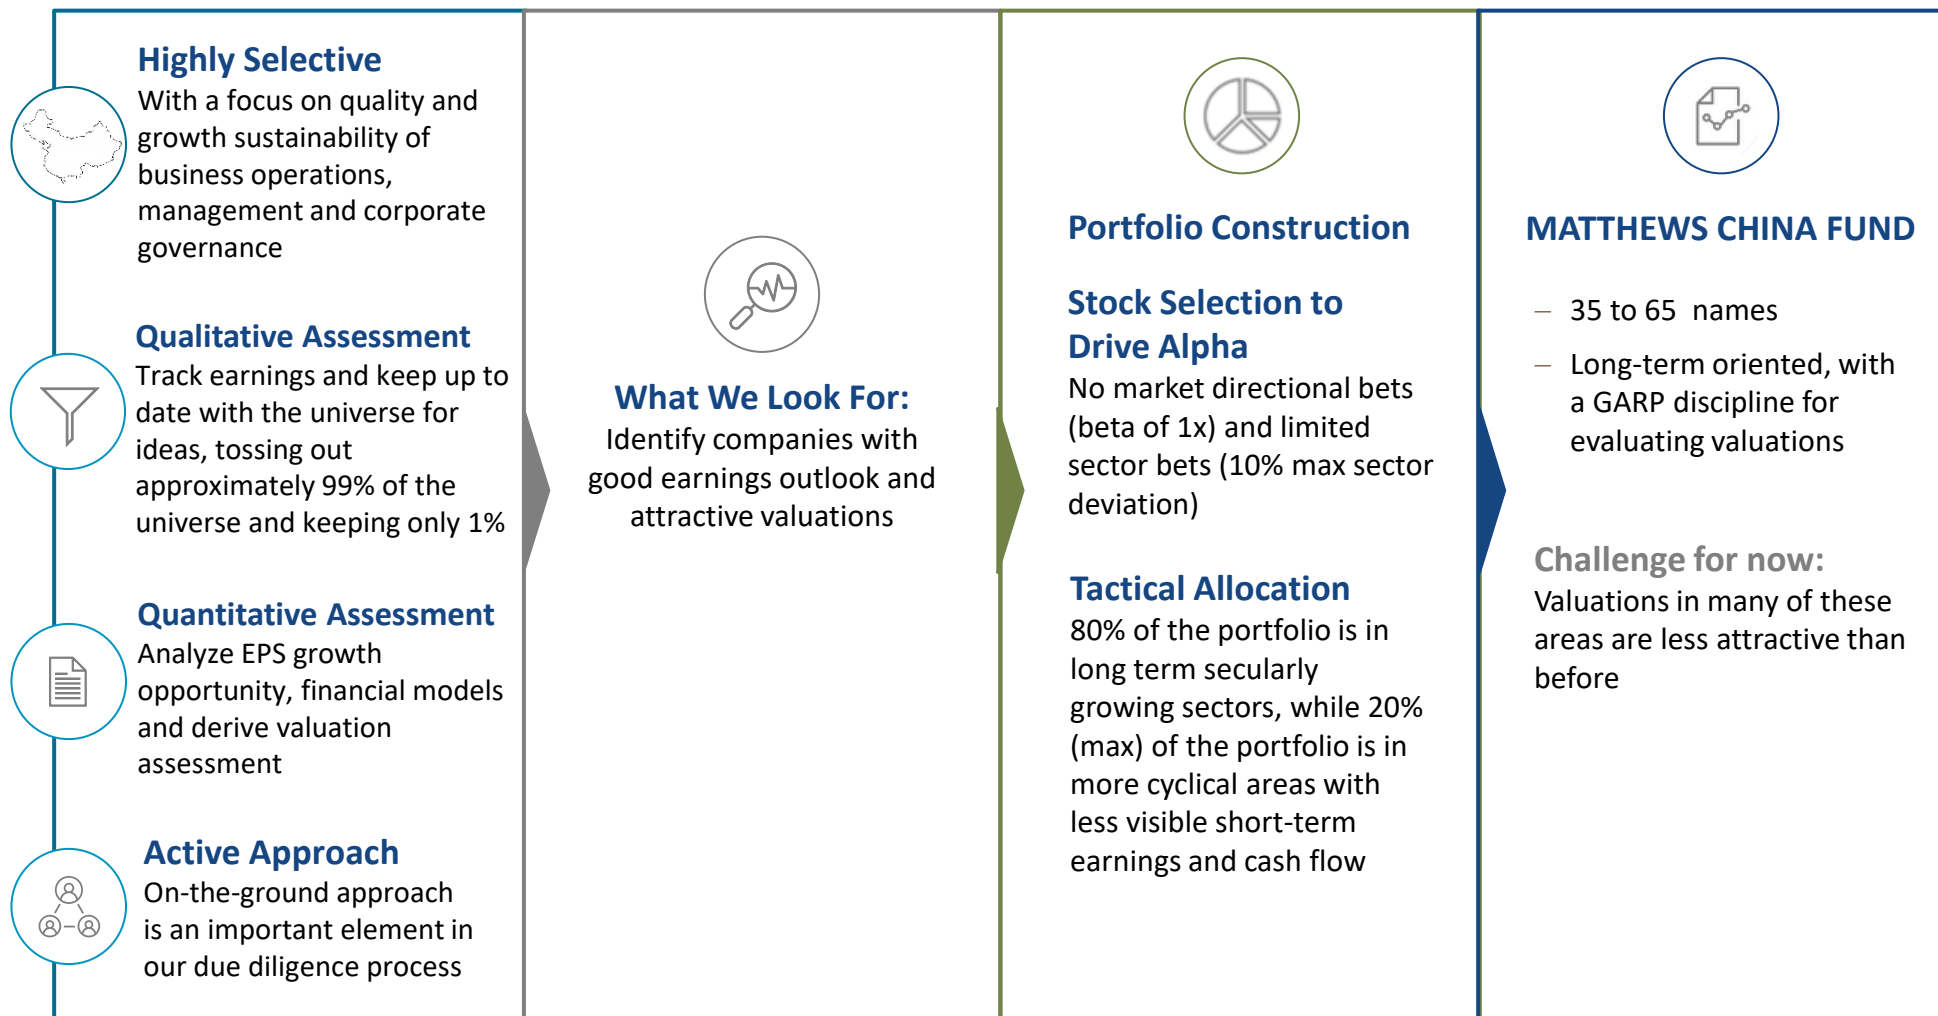 Highly Selective
With a focus on quality and
growth sustainability of
business operations,
management and corporate
governance
Qualitative Assessment
Track earnings and keep up to
date with the universe for
ideas, tossing out
approximately 99% of the
universe and keeping only 1%
Quantitative Assessment
Analyze EPS growth
opportunity, financial models
and derive valuation
assessment
Active Approach
On-the-ground approach
is an important element in
our due diligence process
What We Look For:
Identify companies with
good earnings outlook and
attractive valuations
Portfolio Construction
Stock Selection to
Drive Alpha
No market directional bets
(beta of 1x) and limited
sector bets (10% max sector
deviation)
Tactical Allocation
80% of the portfolio is in
long term secularly
growing sectors, while 20%
(max) of the portfolio is in
more cyclical areas with
less visible short-term
earnings and cash flow
MATTHEWS CHINA FUND
– 35 to 65 names
– Long-term oriented, with
a GARP discipline for
evaluating valuations
Challenge for now:
Valuations in many of these
areas are less attractive than
before